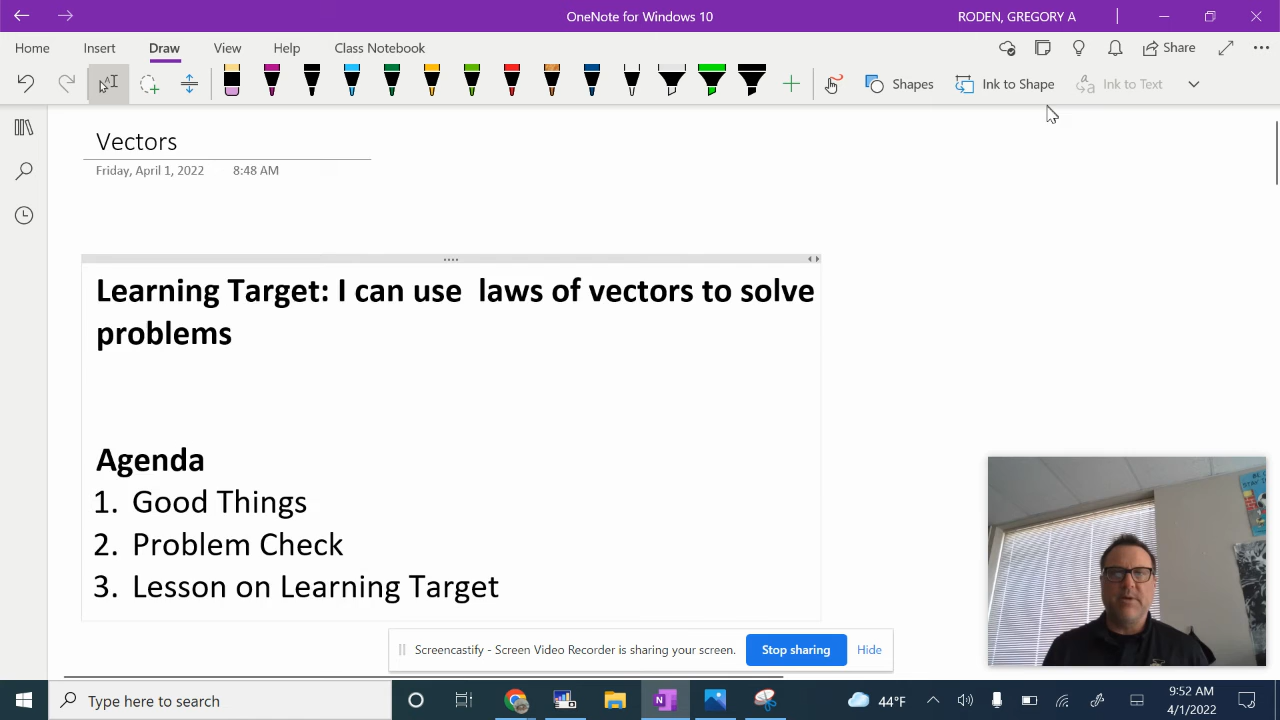 OneNote for Windows 10
RODEN, GREGORY A
Home Insert Draw View Help Class Notebook
Share
Shapes Ink to Shape Ink to Text
Vectors
Friday, April 1, 2022 8:48 AM
Learning Target: I can use laws of vectors to solve
problems
Agenda
1. Good Things
2. Problem Check
3. Lesson on Learning Target
Screencastify - Screen Video Recorder is sharing your screen. Stop sharing Hide
Type here to search
44°F
9:52 AM
4/1/2022